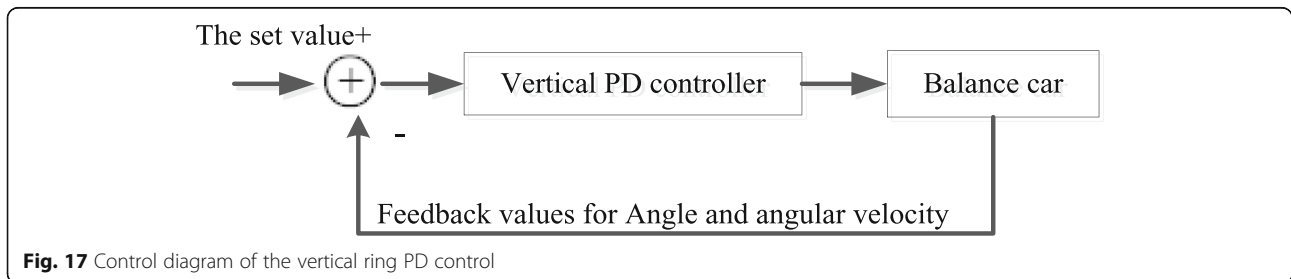 The set value+
Vertical PD controller
Balance car
-
Feedback values for Angle and angular velocity
Fig. 17 Control diagram of the vertical ring PD control